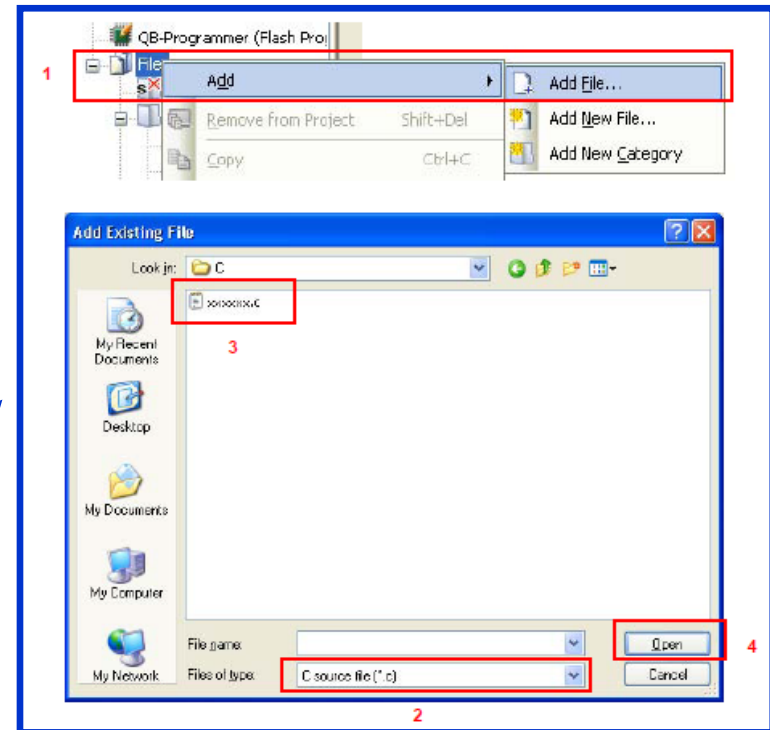 QB-Programmer (Flash Proj
1
File
Add
Add File...
Remove from Project Shift+Del
Add New File...
Copy Ctrl+C
Add New Category
Add Existing File
Look in: C
xxxxxxx.c
3
My Recent
Documents
Desktop
My Documents
My Computer
My Network
File name:
Open
4
Files of type: C source file (*.c)
Cancel
2